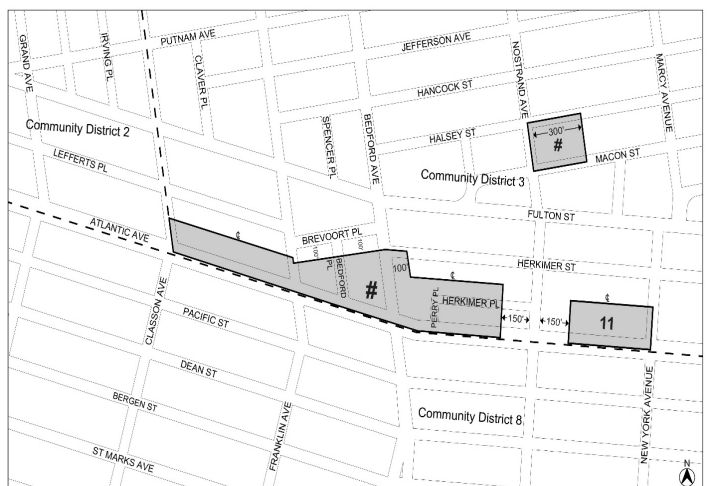 GRAND AVE
IRVING PL
PUTNAM AVE
CLAVER PL
JEFFERSON AVE
NOSTRAND AVE
MARCY AVENUE
HANCOCK ST
Community District 2
SPENCER PL
BEDFORD AVE
HALSEY ST
300'
#
MACON ST
LEFFERTS PL
Community District 3
FULTON ST
ATLANTIC AVE
℄
BREVOORT PL
100'
BEDFORD PL
100'
HERKIMER ST
100'
℄
℄
#
PERRY PL
HERKIMER PL
150'
150'
11
CLASSON AVE
PACIFIC ST
DEAN ST
BERGEN ST
FRANKLIN AVE
Community District 8
NEW YORK AVENUE
ST MARKS AVE
N